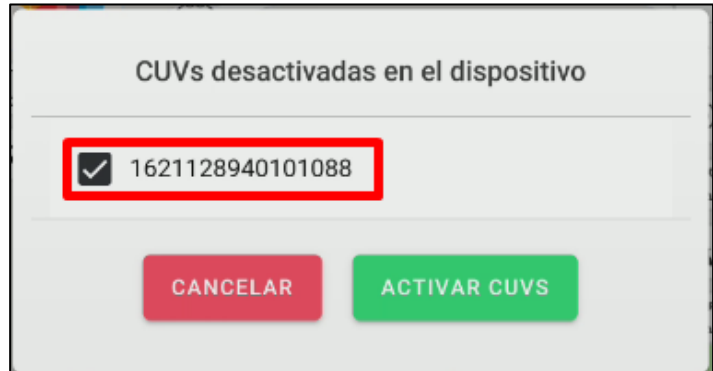 CUVs desactivadas en el dispositivo
1621128940101088
CANCELAR
ACTIVAR CUVS